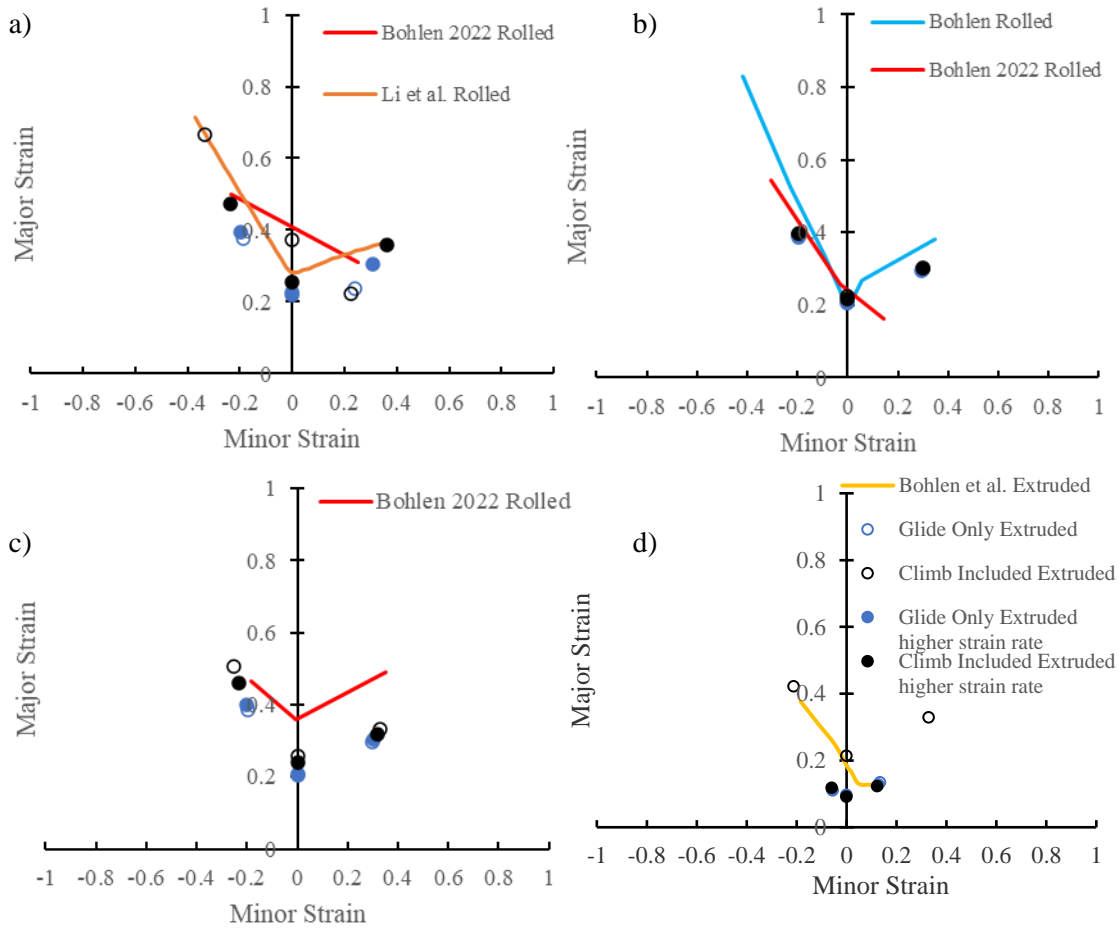 a)
Bohlen 2022 Rolled
Li et al. Rolled
1
0.8
0.6
0.4
0.2
0
-1 -0.8 -0.6 -0.4 -0.2 0 0.2 0.4 0.6 0.8 1
Major Strain
Minor Strain
b)
Bohlen Rolled
Bohlen 2022 Rolled
1
0.8
0.6
0.4
0.2
0
-1 -0.8 -0.6 -0.4 -0.2 0 0.2 0.4 0.6 0.8 1
Major Strain
Minor Strain
c)
Bohlen 2022 Rolled
1
0.8
0.6
0.4
0.2
0
-1 -0.8 -0.6 -0.4 -0.2 0 0.2 0.4 0.6 0.8 1
Major Strain
Minor Strain
d)
Bohlen et al. Extruded
Glide Only Extruded
Climb Included Extruded
Glide Only Extruded
higher strain rate
Climb Included Extruded
higher strain rate
1
0.8
0.6
0.4
0.2
0
-1 -0.8 -0.6 -0.4 -0.2 0 0.2 0.4 0.6 0.8 1
Major Strain
Minor Strain